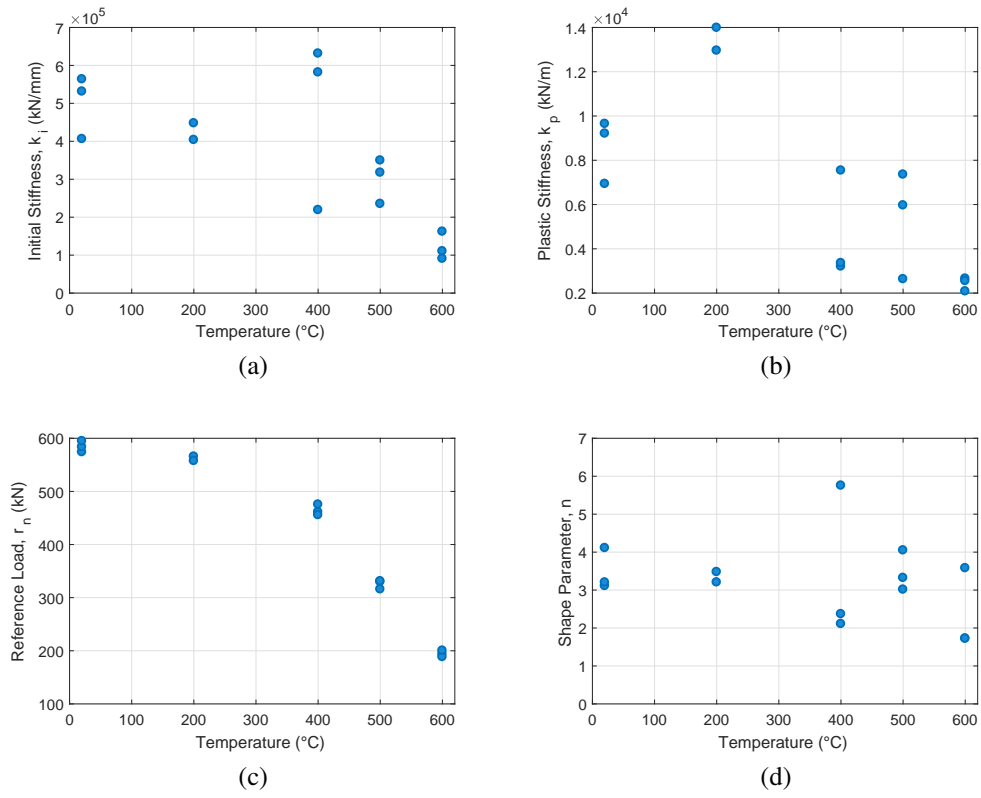 ×10⁵
7
6
5
4
3
2
1
0
Initial Stiffness, k_i (kN/mm)
0 100 200 300 400 500 600
Temperature (°C)
(a)
×10⁴
1.4
1.2
1
0.8
0.6
0.4
0.2
Plastic Stiffness, k_p (kN/m)
0 100 200 300 400 500 600
Temperature (°C)
(b)
600
500
400
300
200
100
Reference Load, r_n (kN)
0 100 200 300 400 500 600
Temperature (°C)
(c)
7
6
5
4
3
2
1
0
Shape Parameter, n
0 100 200 300 400 500 600
Temperature (°C)
(d)